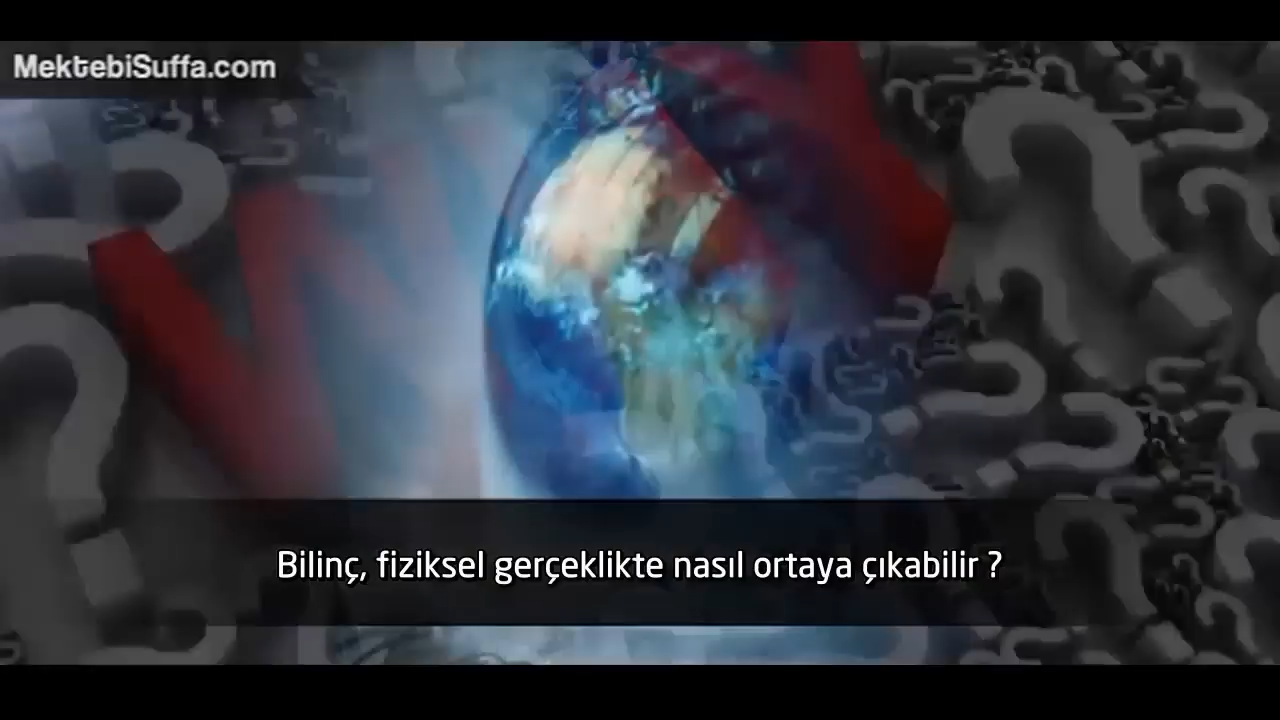 MektebiSuffa.com
Bilinç, fiziksel gerçeklikte nasıl ortaya çıkabilir ?